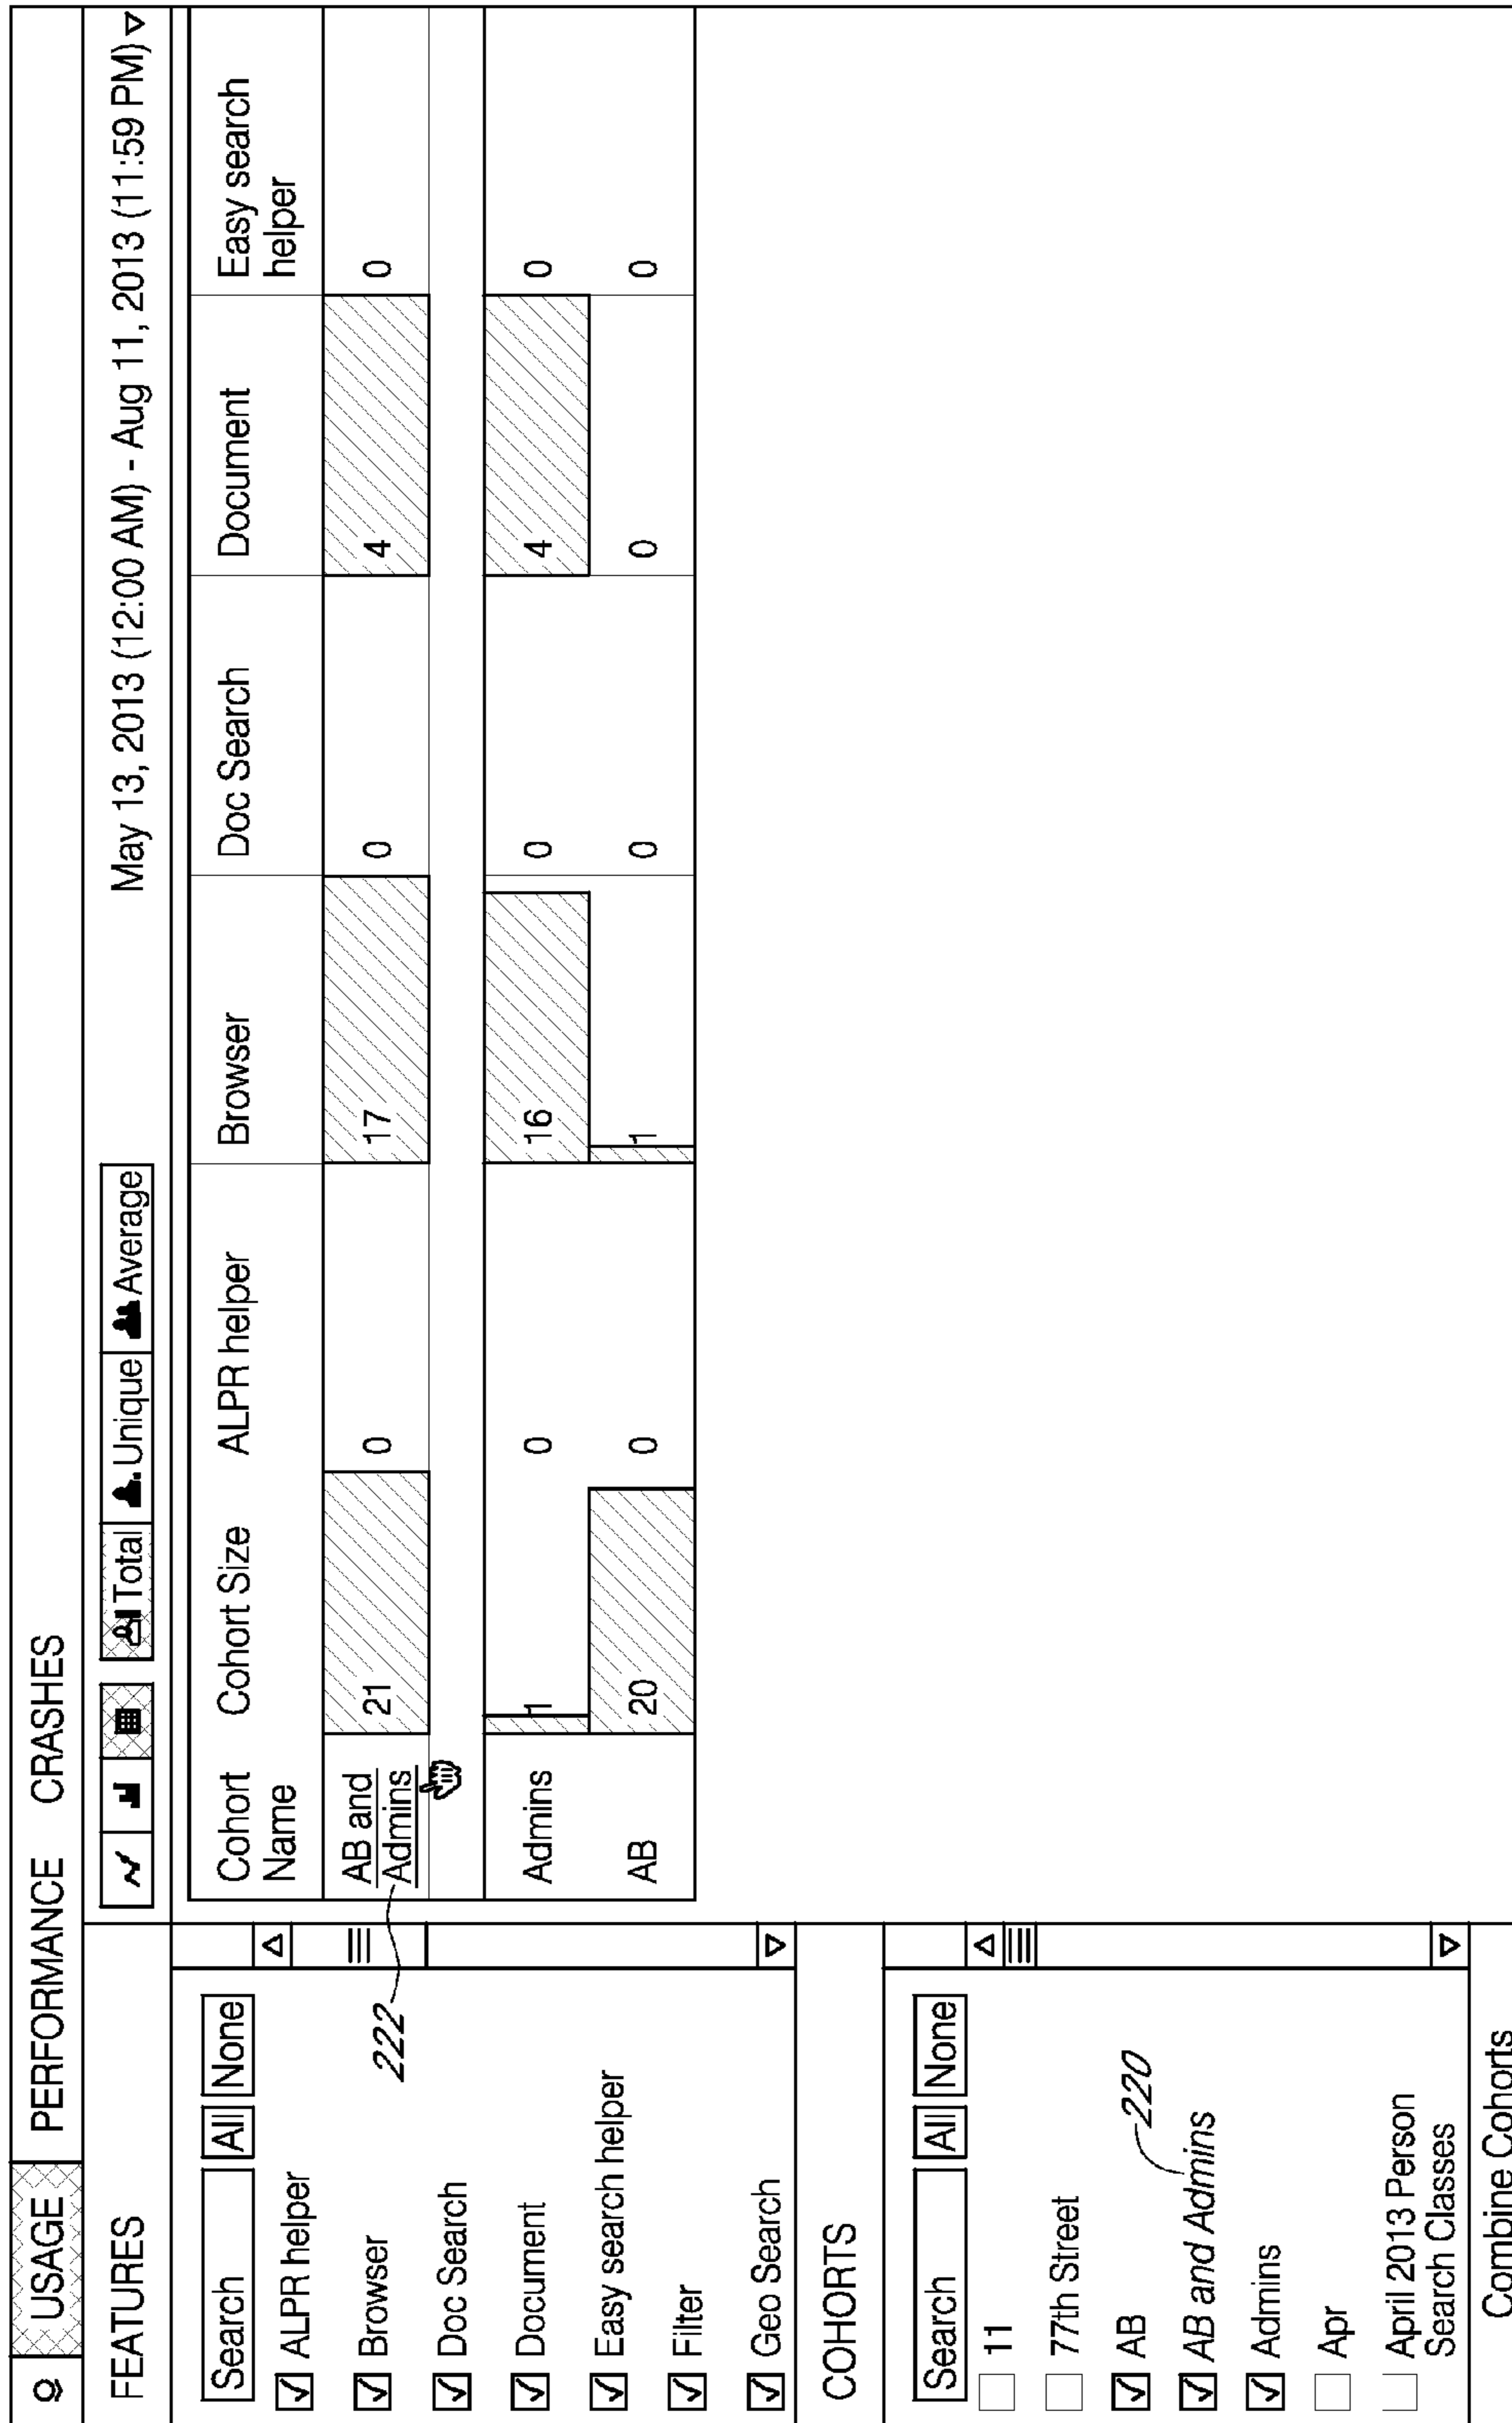 USAGE PERFORMANCE CRASHES
FEATURES
Total Unique Average
May 13, 2013 (12:00 AM) - Aug 11, 2013 (11:59 PM)
Search All None
ALPR helper
Browser
Doc Search
Document
Easy search helper
Filter
Geo Search
222
COHORTS
Search All None
11
77th Street
AB
220
AB and Admins
Admins
Apr
April 2013 Person
Search Classes
Combine Cohorts
Cohort Name Cohort Size ALPR helper Browser Doc Search Document Easy search helper
AB and Admins 21 0 17 0 4 0
Admins 1 0 16 0 4 0
AB 20 0 1 0 0 0